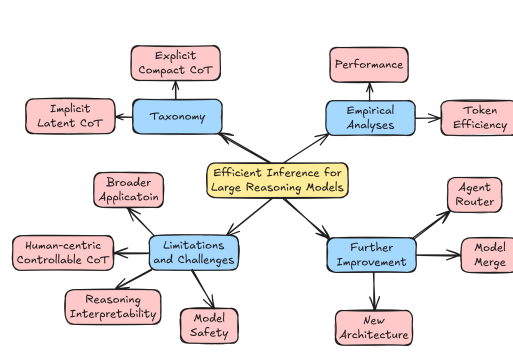 Explicit
Compact CoT
Performance
Implicit
Latent CoT
Taxonomy
Empirical
Analyses
Token
Efficiency
Efficient Inference for
Large Reasoning Models
Broader
Applicatoin
Agent
Router
Human-centric
Controllable CoT
Limitations
and Challenges
Further
Improvement
Model
Merge
Reasoning
Interpretability
Model
Safety
New
Architecture